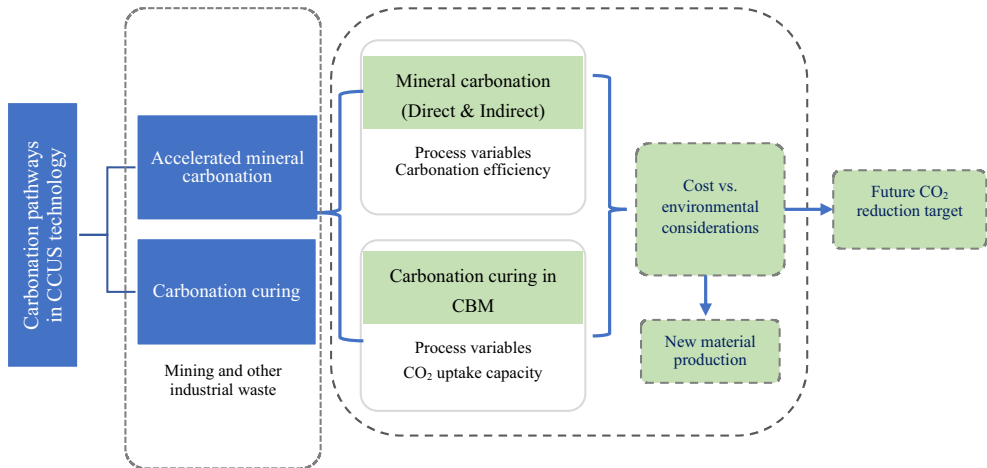 Carbonation pathways
in CCUS technology
Accelerated mineral
carbonation
Carbonation curing
Mining and other
industrial waste
Mineral carbonation
(Direct & Indirect)
Process variables
Carbonation efficiency
Carbonation curing in
CBM
Process variables
CO₂ uptake capacity
Cost vs.
environmental
considerations
New material
production
Future CO₂
reduction target